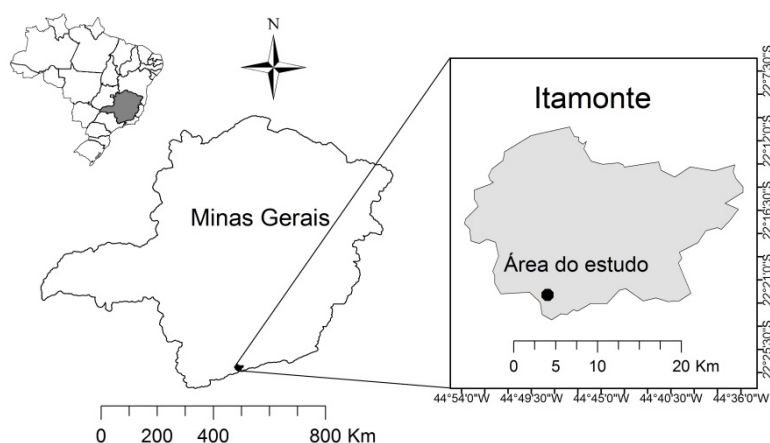 N
Minas Gerais
0 200 400 800 Km
Itamonte
Área do estudo
0 5 10 20 Km
22°7'30"S
22°12'0"S
22°16'30"S
22°21'0"S
22°25'30"S
44°54'0"W 44°49'30"W 44°45'0"W 44°40'30"W 44°36'0"W